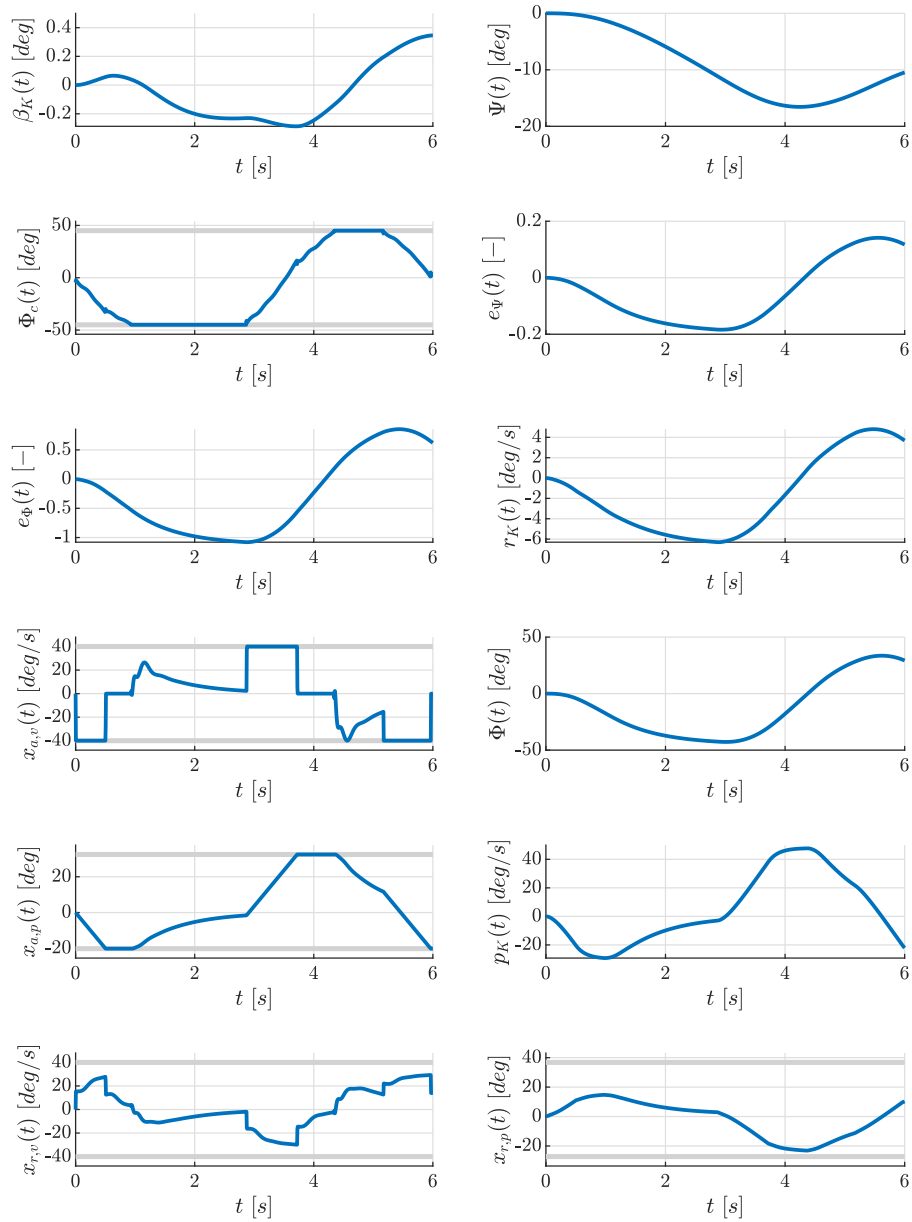 β_K(t) [deg]
0.4
0.2
0
-0.2
0 2 4 6
t [s]
Ψ(t) [deg]
0
-10
-20
0 2 4 6
t [s]
Φ_c(t) [deg]
50
0
-50
0 2 4 6
t [s]
e_Ψ(t) [−]
0.2
0
-0.2
0 2 4 6
t [s]
e_Φ(t) [−]
0.5
0
-0.5
-1
0 2 4 6
t [s]
r_K(t) [deg/s]
4
2
0
-2
-4
-6
0 2 4 6
t [s]
x_{a,v}(t) [deg/s]
40
20
0
-20
-40
0 2 4 6
t [s]
Φ(t) [deg]
50
0
-50
0 2 4 6
t [s]
x_{a,p}(t) [deg]
20
0
-20
0 2 4 6
t [s]
p_K(t) [deg/s]
40
20
0
-20
0 2 4 6
t [s]
x_{r,v}(t) [deg/s]
40
20
0
-20
-40
0 2 4 6
t [s]
x_{r,p}(t) [deg]
40
20
0
-20
0 2 4 6
t [s]